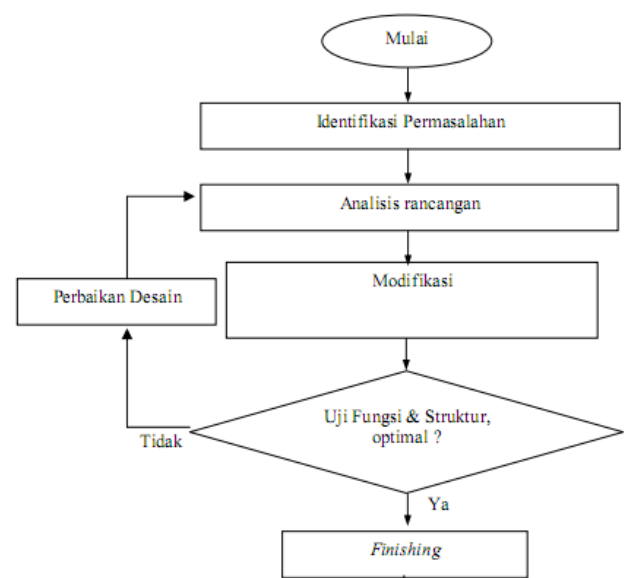 Mulai
Identifikasi Permasalahan
Analisis rancangan
Modifikasi
Perbaikan Desain
Uji Fungsi & Struktur,
optimal ?
Tidak
Ya
Finishing